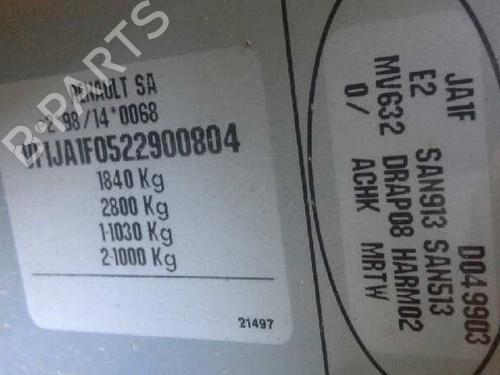 B-PARTS
RENAULT SA
e2*98/14*0068
VF1JA1F0522900804
1840 Kg
2800 Kg
1-1030 Kg
2-1000 Kg
21497
JA1F D049903
E2 SAN913 SAN513
MV632 DRAP08 HARM02
0/ ACHK MRTW